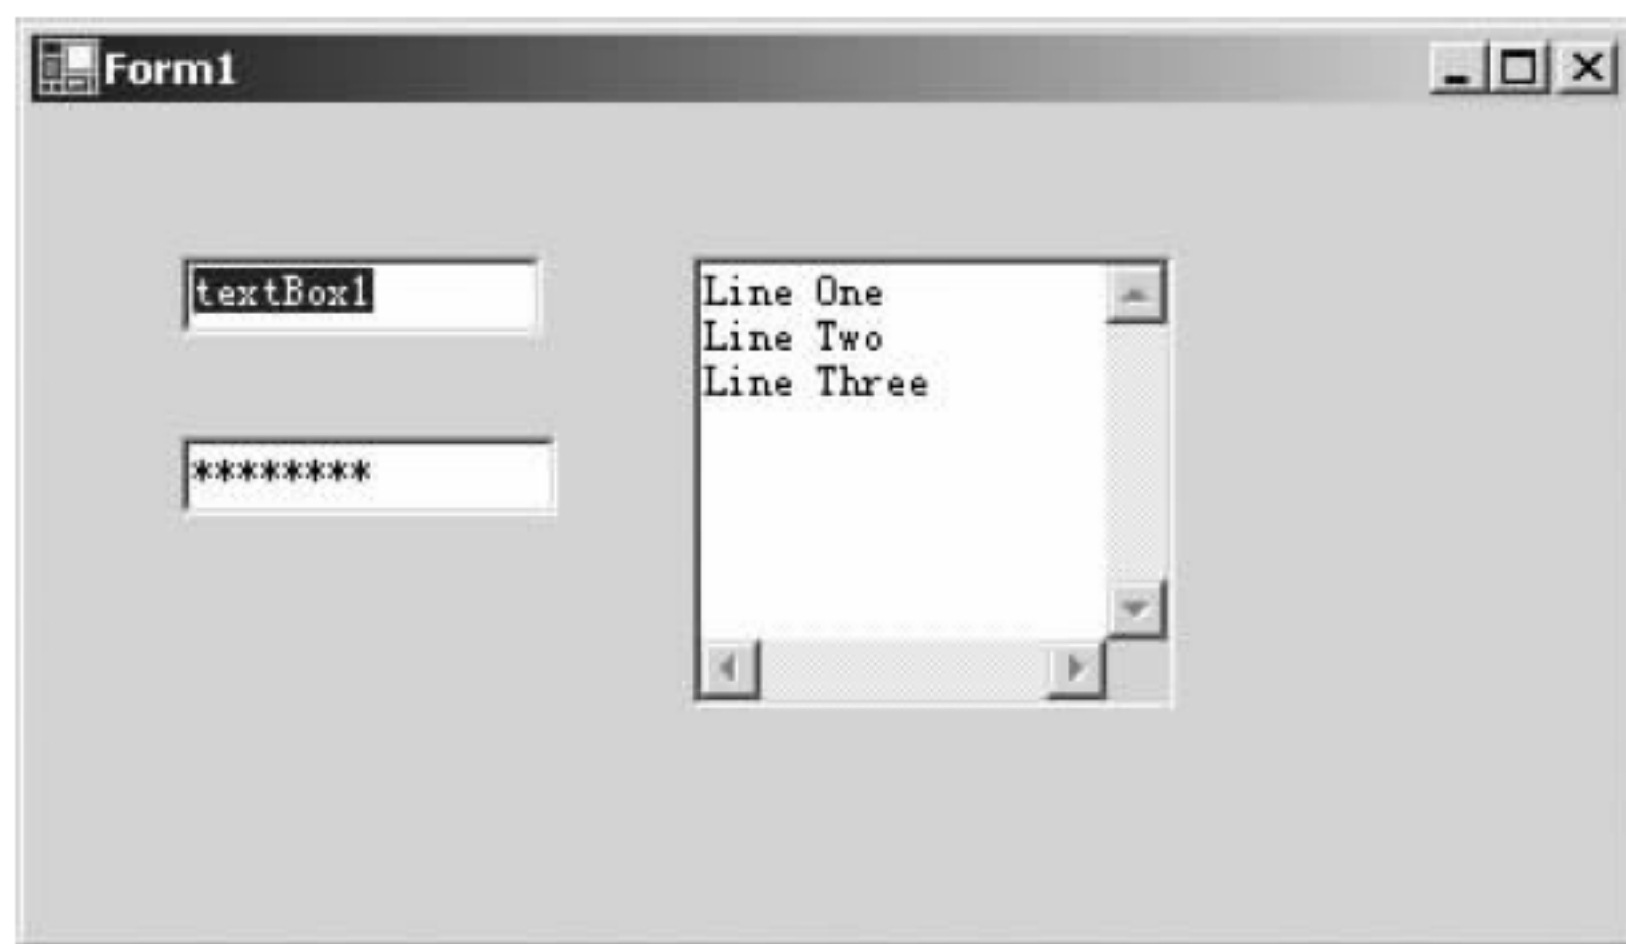 Form1
textBox1
********
Line One
Line Two
Line Three